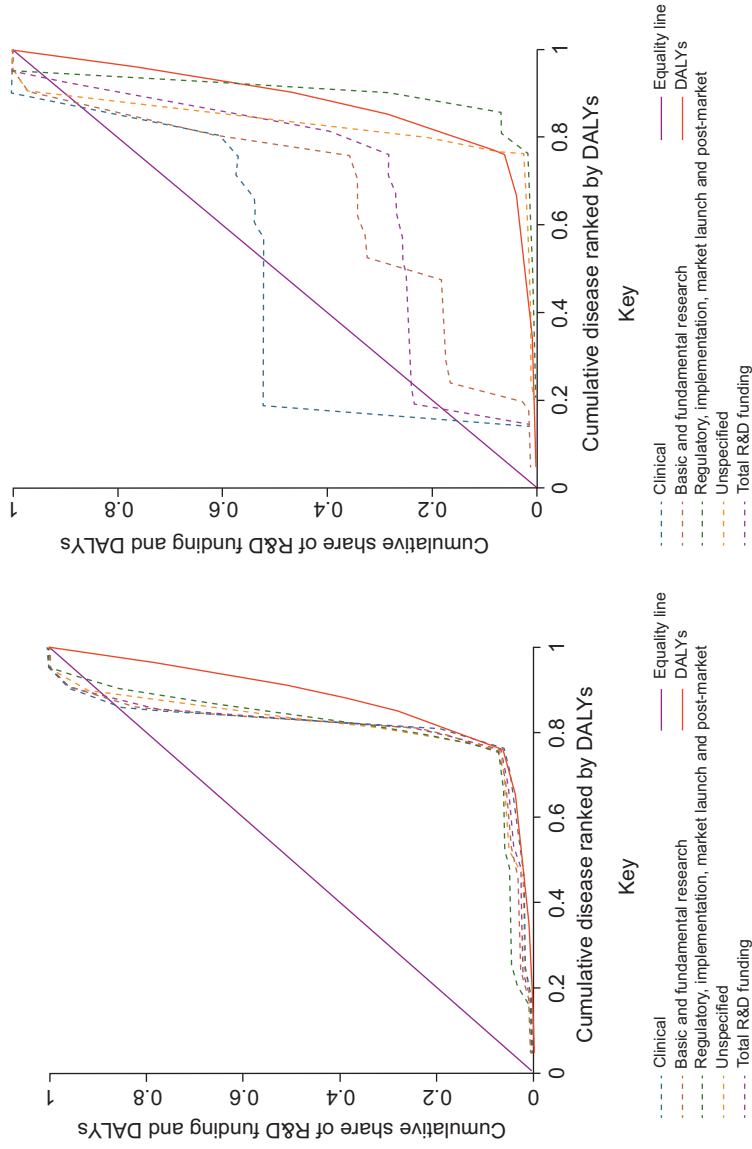 Cumulative share of R&D funding and DALYs
1
0.8
0.6
0.4
0.2
0
0 0.2 0.4 0.6 0.8 1
Cumulative disease ranked by DALYs
Key
Clinical
Basic and fundamental research
Regulatory, implementation, market launch and post-market
Unspecified
Total R&D funding
Equality line
DALYs
Cumulative share of R&D funding and DALYs
1
0.8
0.6
0.4
0.2
0
0 0.2 0.4 0.6 0.8 1
Cumulative disease ranked by DALYs
Key
Clinical
Basic and fundamental research
Regulatory, implementation, market launch and post-market
Unspecified
Total R&D funding
Equality line
DALYs